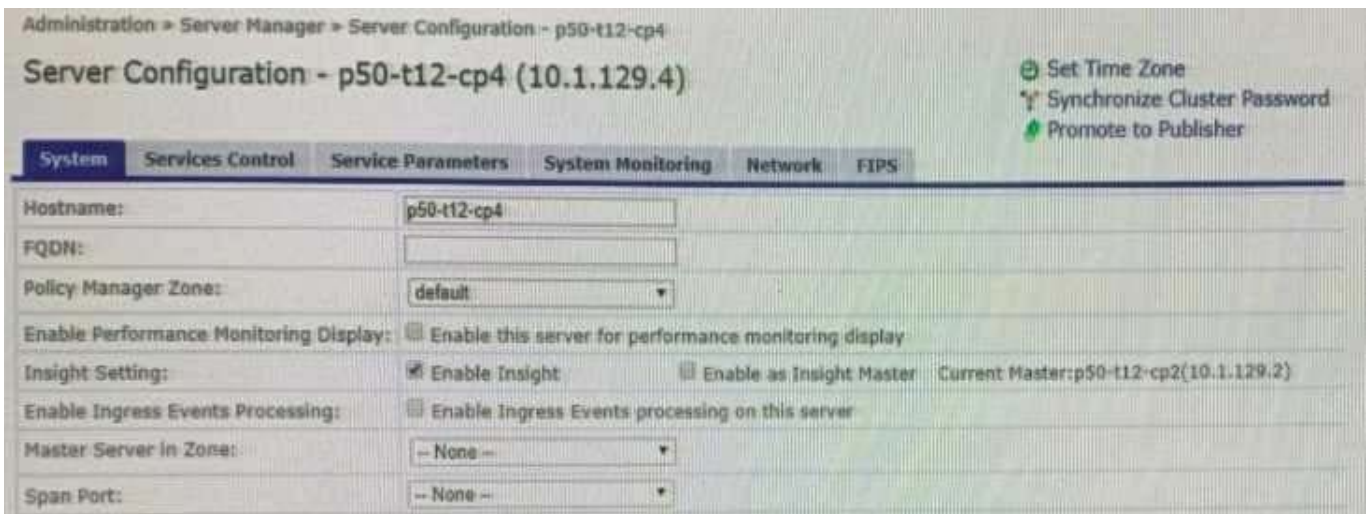 Administration » Server Manager » Server Configuration - p50-t12-cp4
Server Configuration - p50-t12-cp4 (10.1.129.4)
Set Time Zone
Synchronize Cluster Password
Promote to Publisher
System Services Control Service Parameters System Monitoring Network FIPS
Hostname: p50-t12-cp4
FQDN:
Policy Manager Zone: default
Enable Performance Monitoring Display: Enable this server for performance monitoring display
Insight Setting: Enable Insight Enable as Insight Master Current Master:p50-t12-cp2(10.1.129.2)
Enable Ingress Events Processing: Enable Ingress Events processing on this server
Master Server in Zone: -- None --
Span Port: -- None --